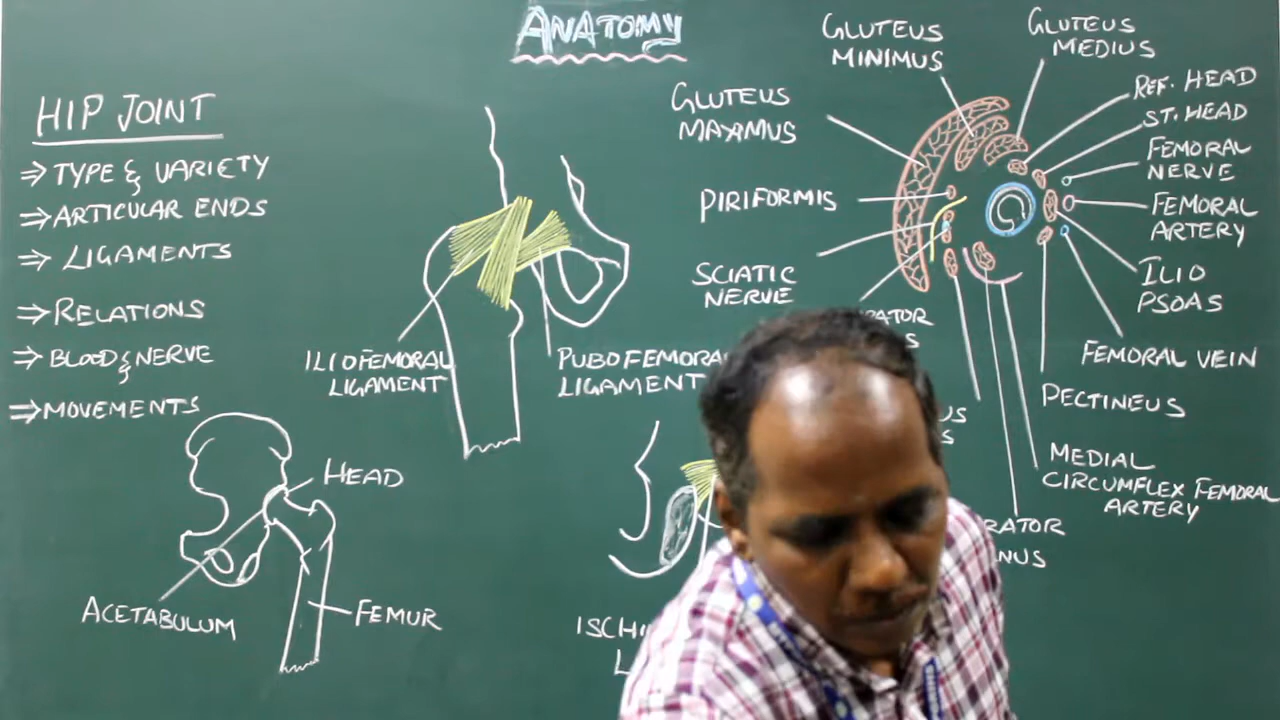 ANATOMY
HIP JOINT
⇒ TYPE & VARIETY
⇒ ARTICULAR ENDS
⇒ LIGAMENTS
⇒ RELATIONS
⇒ BLOOD & NERVE
⇒ MOVEMENTS
HEAD
ACETABULUM
FEMUR
ILIOFEMORAL
LIGAMENT
PUBOFEMORA
LIGAMENT
GLUTEUS
MINIMUS
GLUTEUS
MEDIUS
GLUTEUS
MAXIMUS
REF. HEAD
ST. HEAD
FEMORAL
NERVE
PIRIFORMIS
FEMORAL
ARTERY
SCIATIC
NERVE
ILIO
PSOAS
FEMORAL VEIN
PECTINEUS
MEDIAL
CIRCUMFLEX FEMORAL
ARTERY